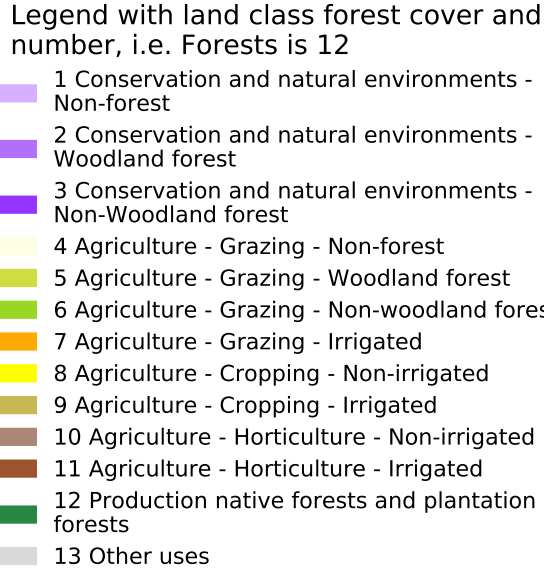 Legend with land class forest cover and
number, i.e. Forests is 12
1 Conservation and natural environments -
Non-forest
2 Conservation and natural environments -
Woodland forest
3 Conservation and natural environments -
Non-Woodland forest
4 Agriculture - Grazing - Non-forest
5 Agriculture - Grazing - Woodland forest
6 Agriculture - Grazing - Non-woodland fores
7 Agriculture - Grazing - Irrigated
8 Agriculture - Cropping - Non-irrigated
9 Agriculture - Cropping - Irrigated
10 Agriculture - Horticulture - Non-irrigated
11 Agriculture - Horticulture - Irrigated
12 Production native forests and plantation
forests
13 Other uses